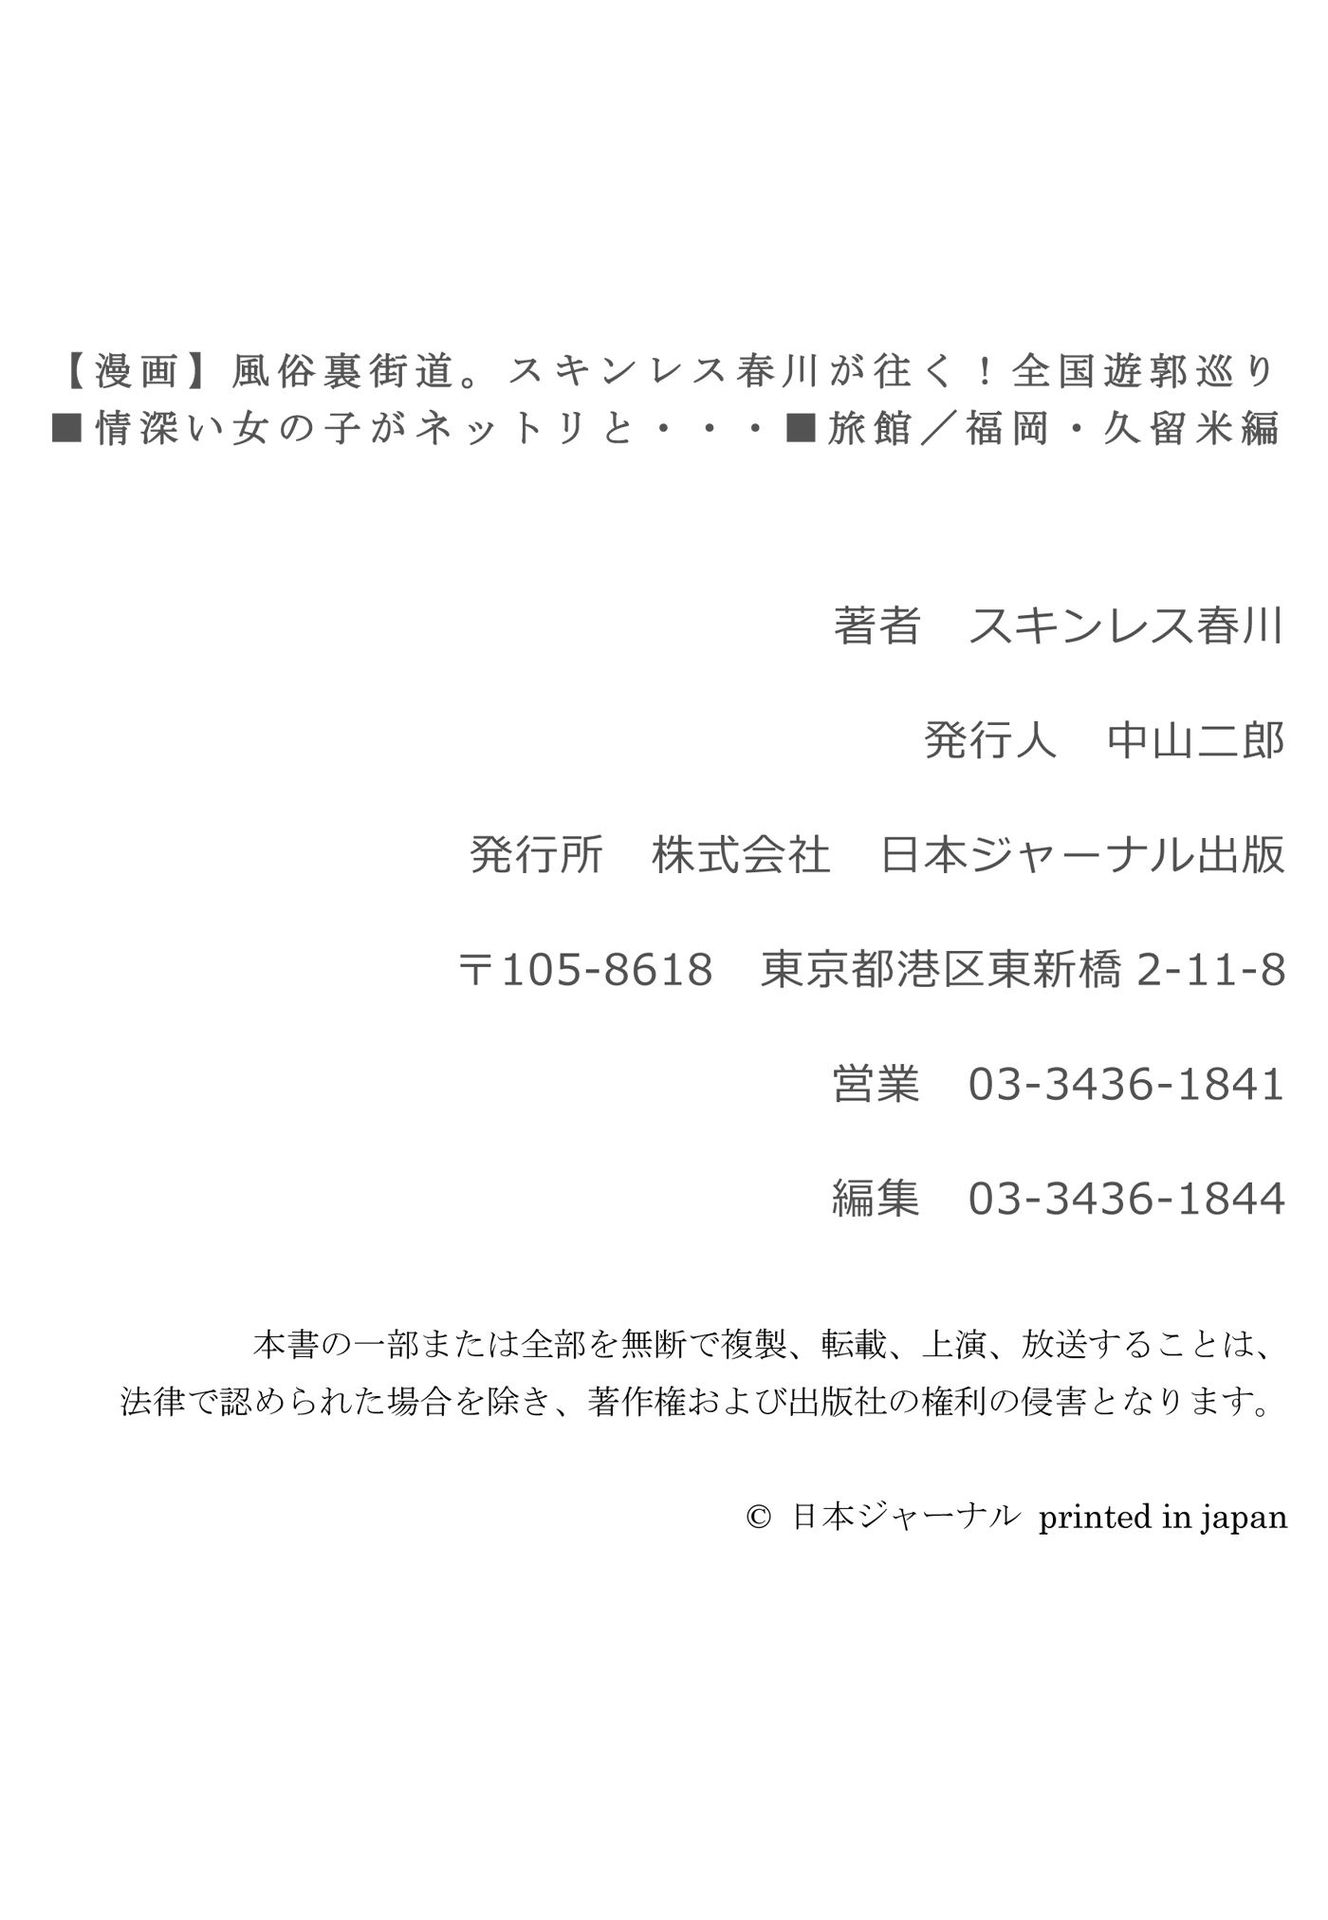 【漫画】風俗裏街道。スキンレス春川が往く！全国遊郭巡り
■情深い女の子がネットリと・・・■旅館／福岡・久留米編
著者　スキンレス春川
発行人　中山二郎
発行所　株式会社　日本ジャーナル出版
〒105-8618　東京都港区東新橋 2-11-8
営業　03-3436-1841
編集　03-3436-1844
本書の一部または全部を無断で複製、転載、上演、放送することは、
法律で認められた場合を除き、著作権および出版社の権利の侵害となります。
© 日本ジャーナル printed in japan